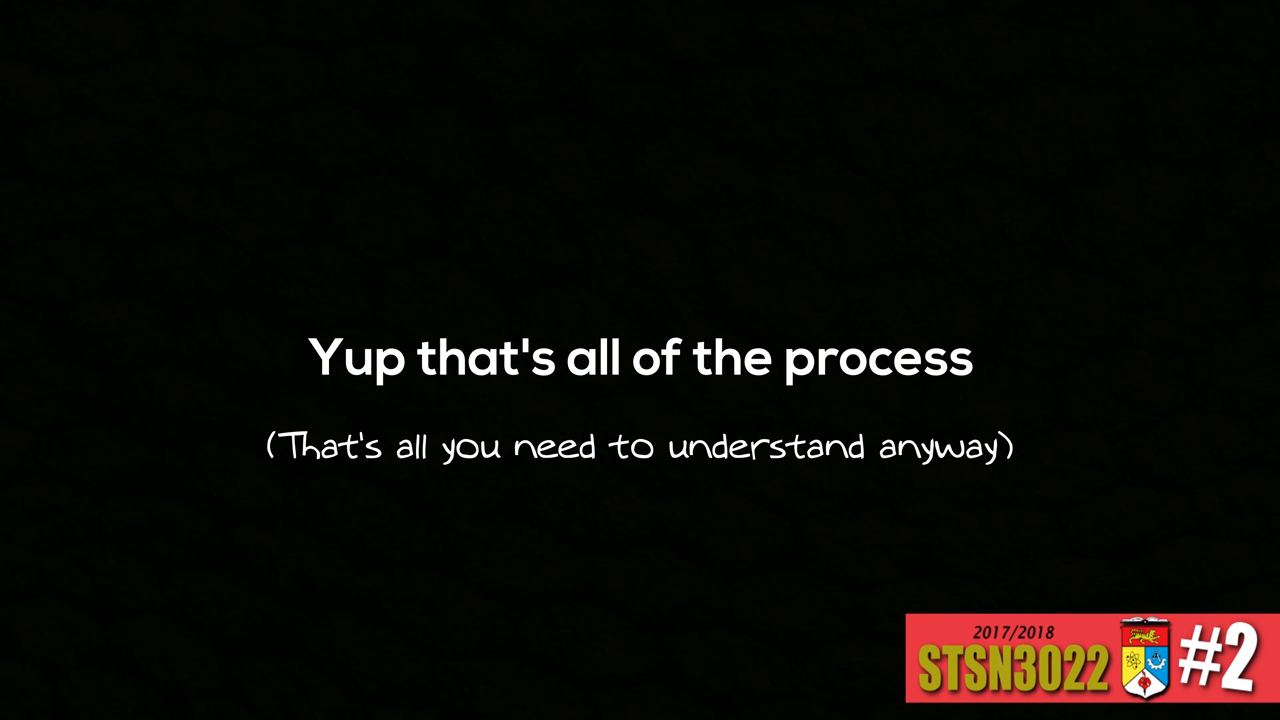 Yup that's all of the process
(That's all you need to understand anyway)
2017/2018
STSN3022
#2